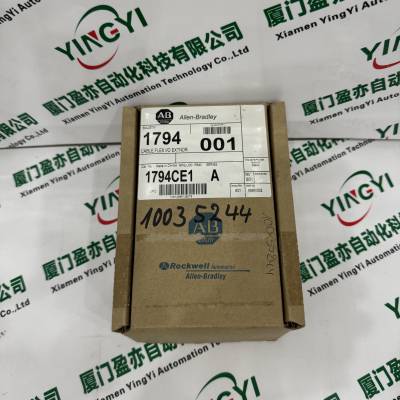 YINGYI
厦门盈亦自动化科技有限公司
Xiamen YingYi Automation Technology Co., Ltd
AB
Allen-Bradley
1794
001
CABLE FLEX I/O EXTNDR
1794CE1 A
10035244
AB
Rockwell Automation
Allen-Bradley